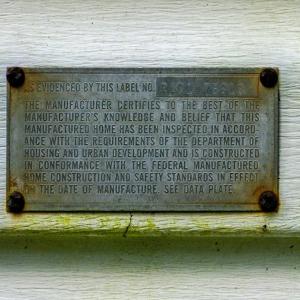 AS EVIDENCED BY THIS LABEL NO.
THE MANUFACTURER CERTIFIES TO THE BEST OF THE
MANUFACTURER'S KNOWLEDGE AND BELIEF THAT THIS
MANUFACTURED HOME HAS BEEN INSPECTED IN ACCORD-
ANCE WITH THE REQUIREMENTS OF THE DEPARTMENT OF
HOUSING AND URBAN DEVELOPMENT AND IS CONSTRUCTED
IN CONFORMANCE WITH THE FEDERAL MANUFACTURED
HOME CONSTRUCTION AND SAFETY STANDARDS IN EFFECT
ON THE DATE OF MANUFACTURE. SEE DATA PLATE.